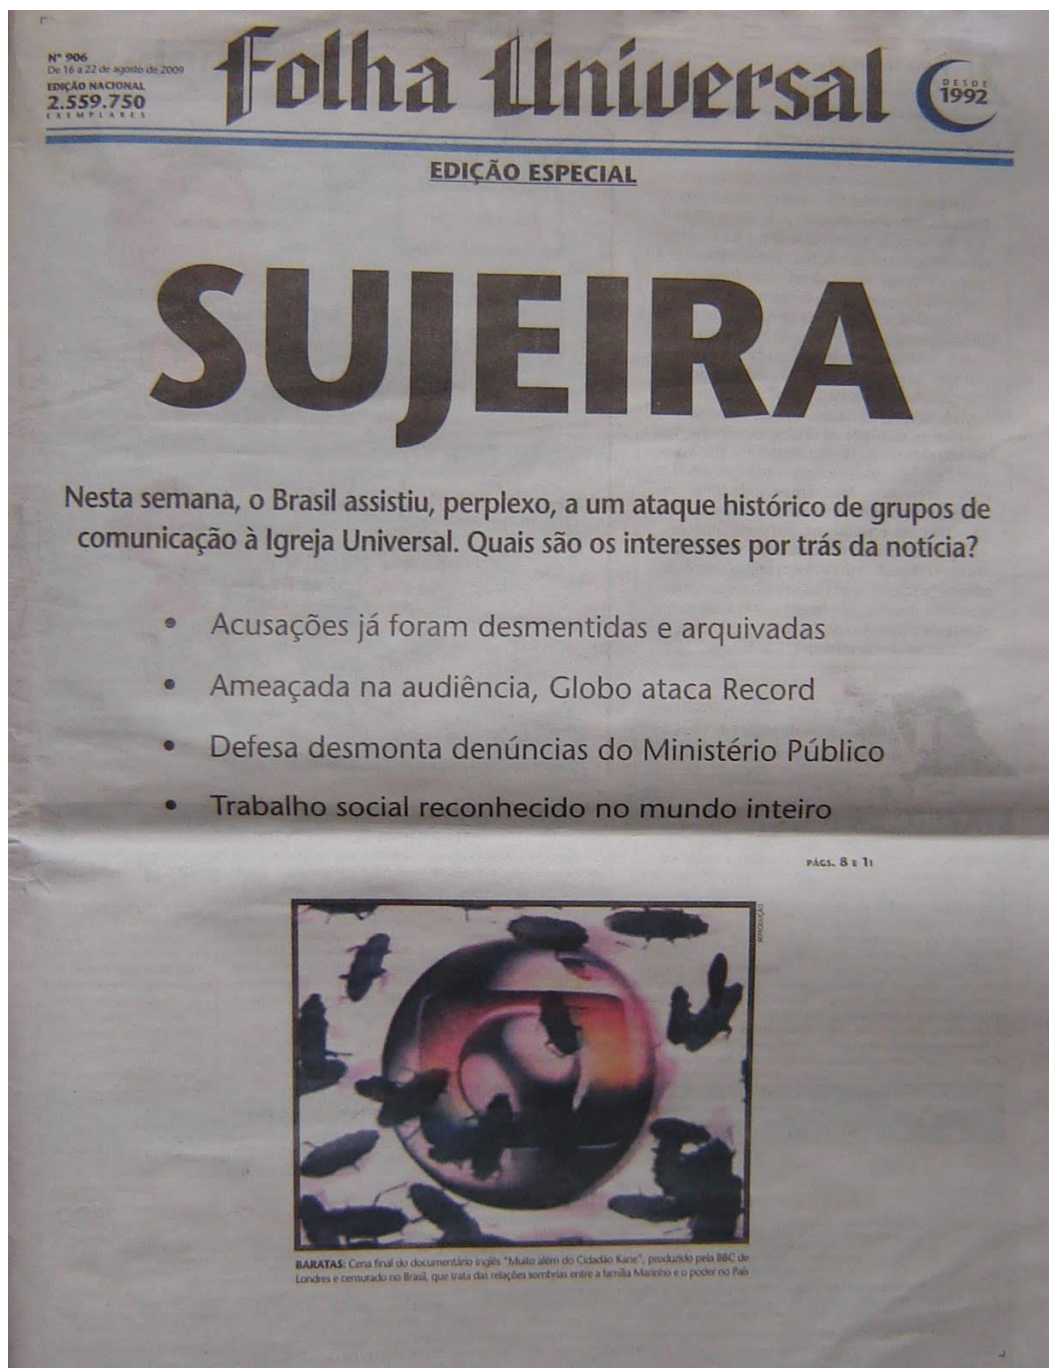 Nº 906
De 16 a 22 de agosto de 2009
EDIÇÃO NACIONAL
2.559.750
EXEMPLARES
Folha Universal
DESDE
1992
EDIÇÃO ESPECIAL
SUJEIRA
Nesta semana, o Brasil assistiu, perplexo, a um ataque histórico de grupos de
comunicação à Igreja Universal. Quais são os interesses por trás da notícia?
• Acusações já foram desmentidas e arquivadas
• Ameaçada na audiência, Globo ataca Record
• Defesa desmonta denúncias do Ministério Público
• Trabalho social reconhecido no mundo inteiro
PÁGS. 8 E 1i
REPRODUÇÃO
BARATAS: Cena final do documentário inglês "Muito além do Cidadão Kane", produzido pela BBC de
Londres e censurado no Brasil, que trata das relações sombrias entre a família Marinho e o poder no País